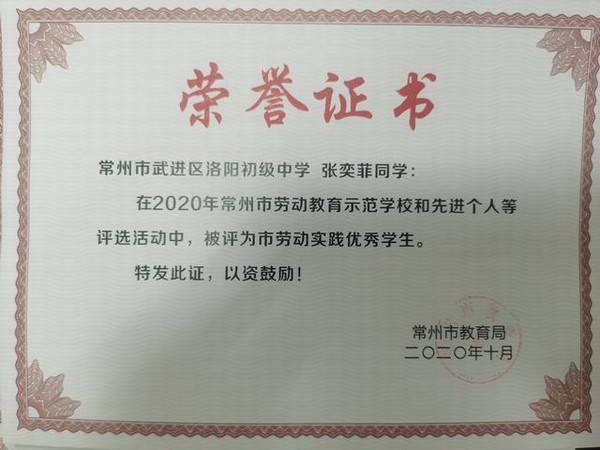 荣誉证书
常州市武进区洛阳初级中学 张奕菲同学：
在2020年常州市劳动教育示范学校和先进个人等
评选活动中，被评为市劳动实践优秀学生。
特发此证，以资鼓励！
常州市教育局
二〇二〇年十月